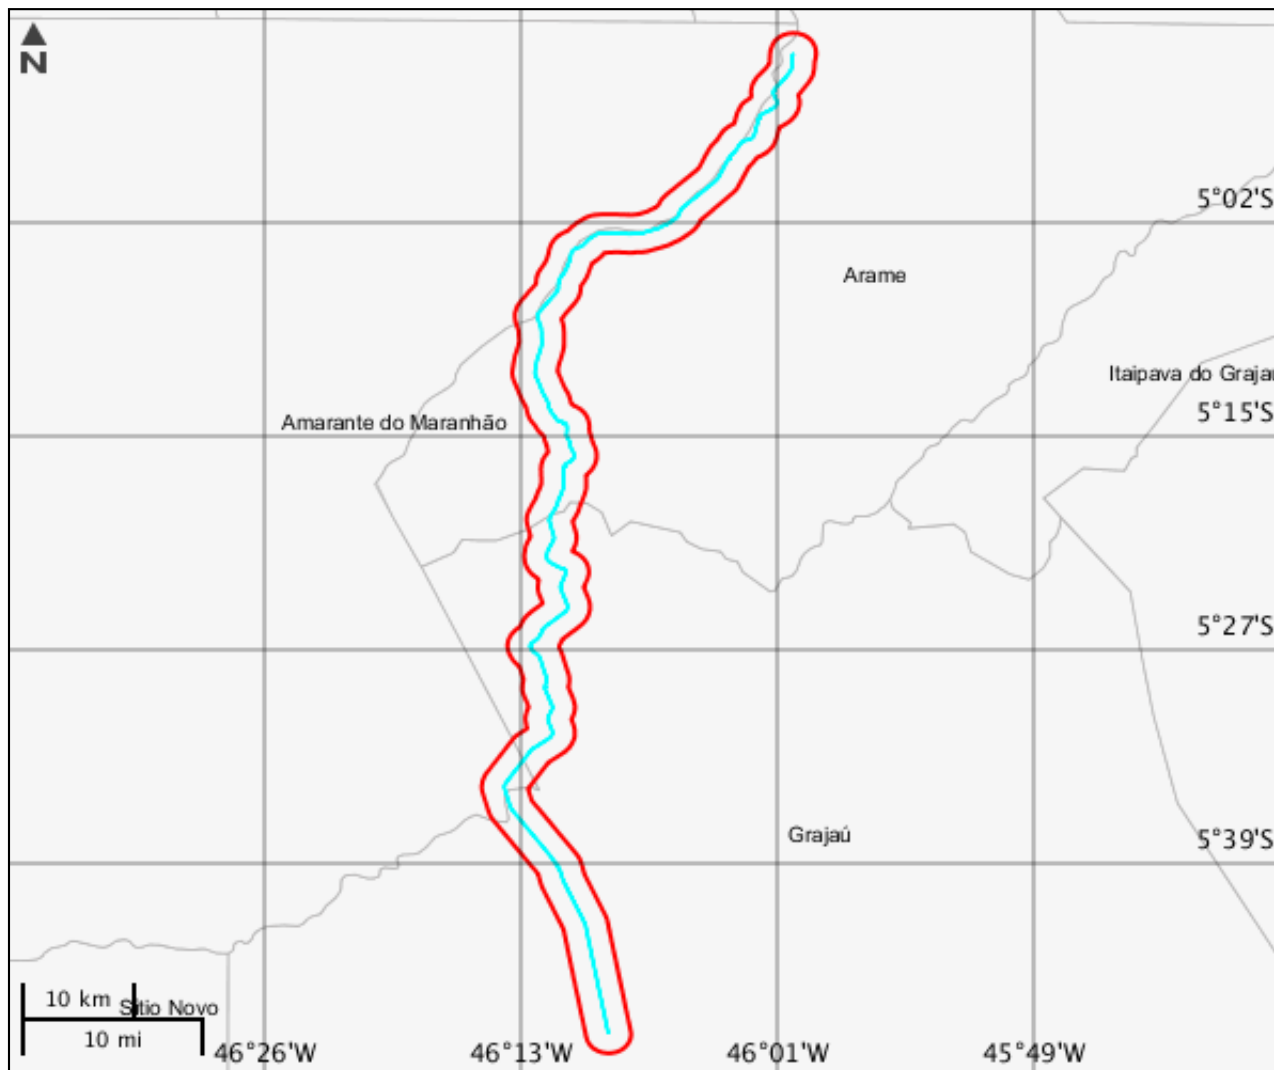 N
5°02'S
Arame
Itaipava do Graja
5°15'S
Amarante do Maranhão
5°27'S
Grajaú
5°39'S
10 km
Sítio Novo
10 mi
46°26'W
46°13'W
46°01'W
45°49'W